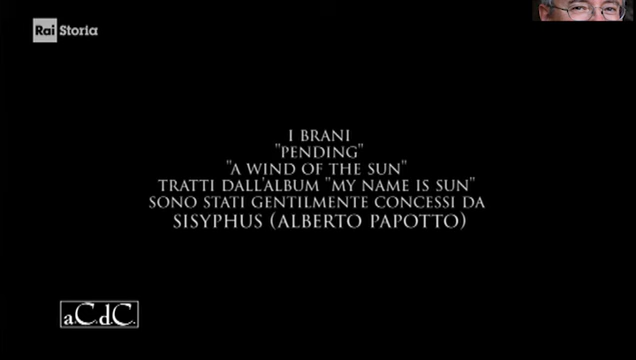 Rai Storia
I BRANI
"PENDING"
"A WIND OF THE SUN"
TRATTI DALL'ALBUM "MY NAME IS SUN"
SONO STATI GENTILMENTE CONCESSI DA
SISYPHUS (ALBERTO PAPOTTO)
a.C.d.C.